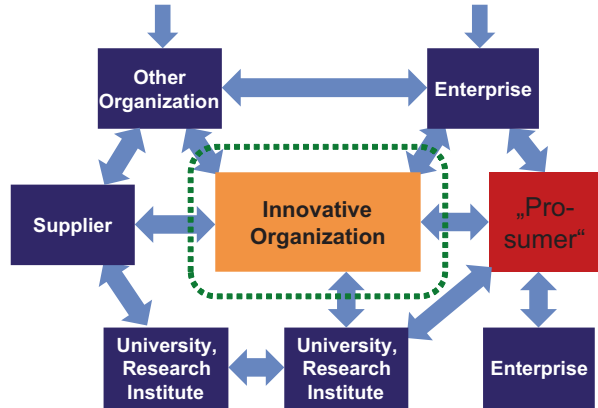 Other
Organization
Enterprise
Supplier
Innovative
Organization
„Pro-
sumer“
University,
Research
Institute
University,
Research
Institute
Enterprise